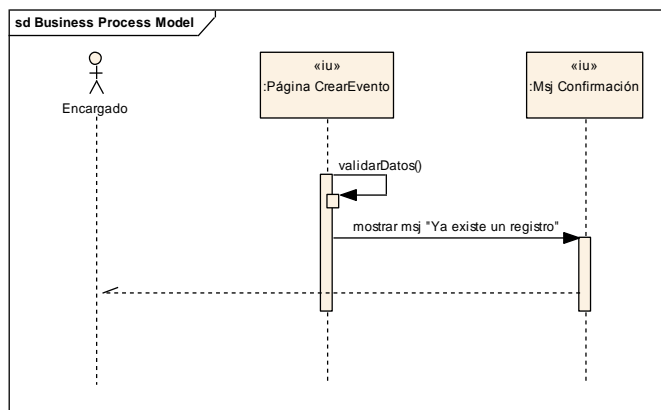 sd Business Process Model
Encargado
«iu»
:Página CrearEvento
«iu»
:Msj Confirmación
validarDatos()
mostrar msj "Ya existe un registro"